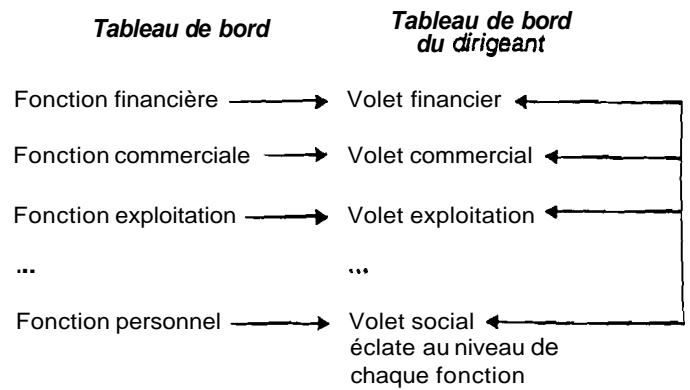 Tableau de bord
Tableau de bord
du dirigeant
Fonction financière
Volet financier
Fonction commerciale
Volet commercial
Fonction exploitation
Volet exploitation
...
...
Fonction personnel
Volet social
éclate au niveau de
chaque fonction